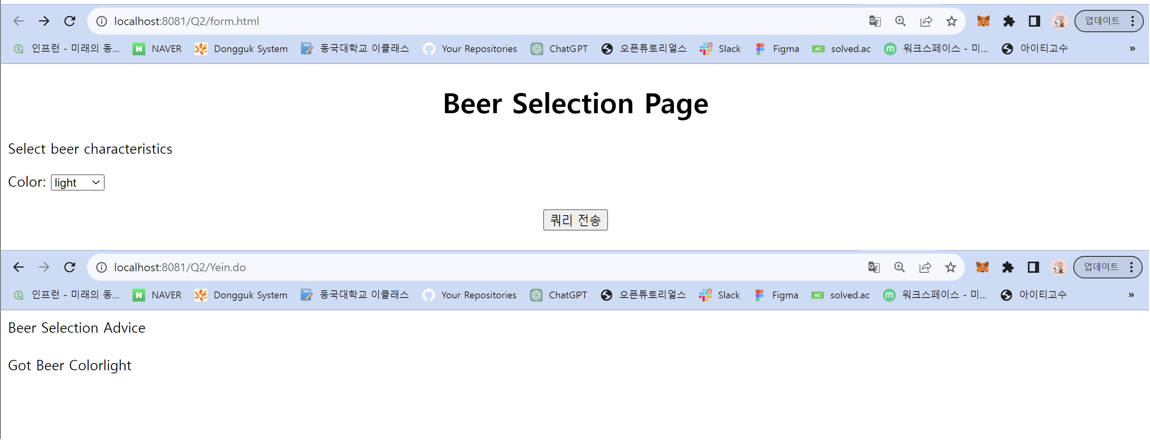 localhost:8081/Q2/form.html 업데이트
인프런 - 미래의 동... NAVER Dongguk System 동국대학교 이클래스 Your Repositories ChatGPT 오픈튜토리얼스 Slack Figma solved.ac 워크스페이스 - 미... 아이티고수 »
Beer Selection Page
Select beer characteristics
Color: light
쿼리 전송
localhost:8081/Q2/Yein.do 업데이트
인프런 - 미래의 동... NAVER Dongguk System 동국대학교 이클래스 Your Repositories ChatGPT 오픈튜토리얼스 Slack Figma solved.ac 워크스페이스 - 미... 아이티고수 »
Beer Selection Advice
Got Beer Colorlight